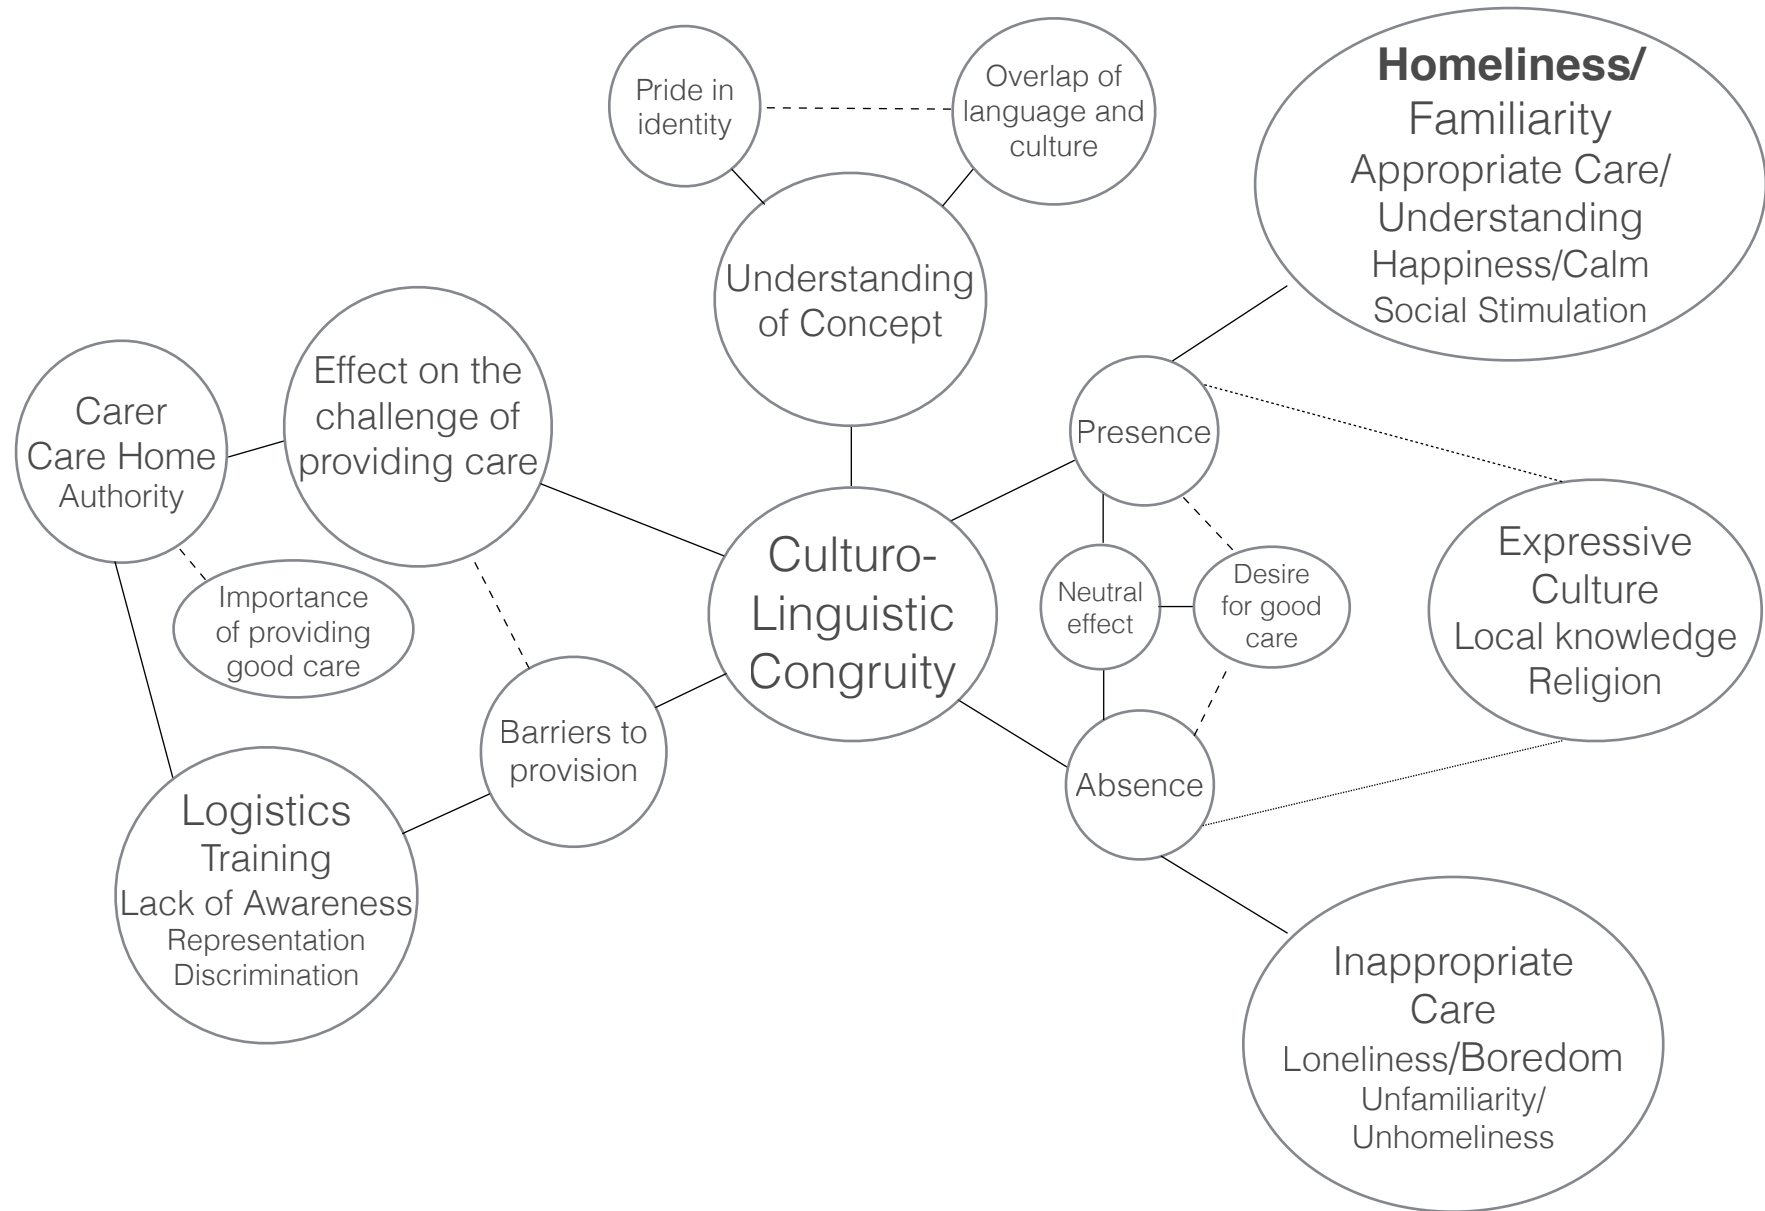 Pride in
identity
Overlap of
language and
culture
Homeliness/
Familiarity
Appropriate Care/
Understanding
Happiness/Calm
Social Stimulation
Understanding
of Concept
Effect on the
challenge of
providing care
Carer
Care Home
Authority
Presence
Culturo-
Linguistic
Congruity
Neutral
effect
Desire
for good
care
Expressive
Culture
Local knowledge
Religion
Importance
of providing
good care
Barriers to
provision
Absence
Logistics
Training
Lack of Awareness
Representation
Discrimination
Inappropriate
Care
Loneliness/Boredom
Unfamiliarity/
Unhomeliness